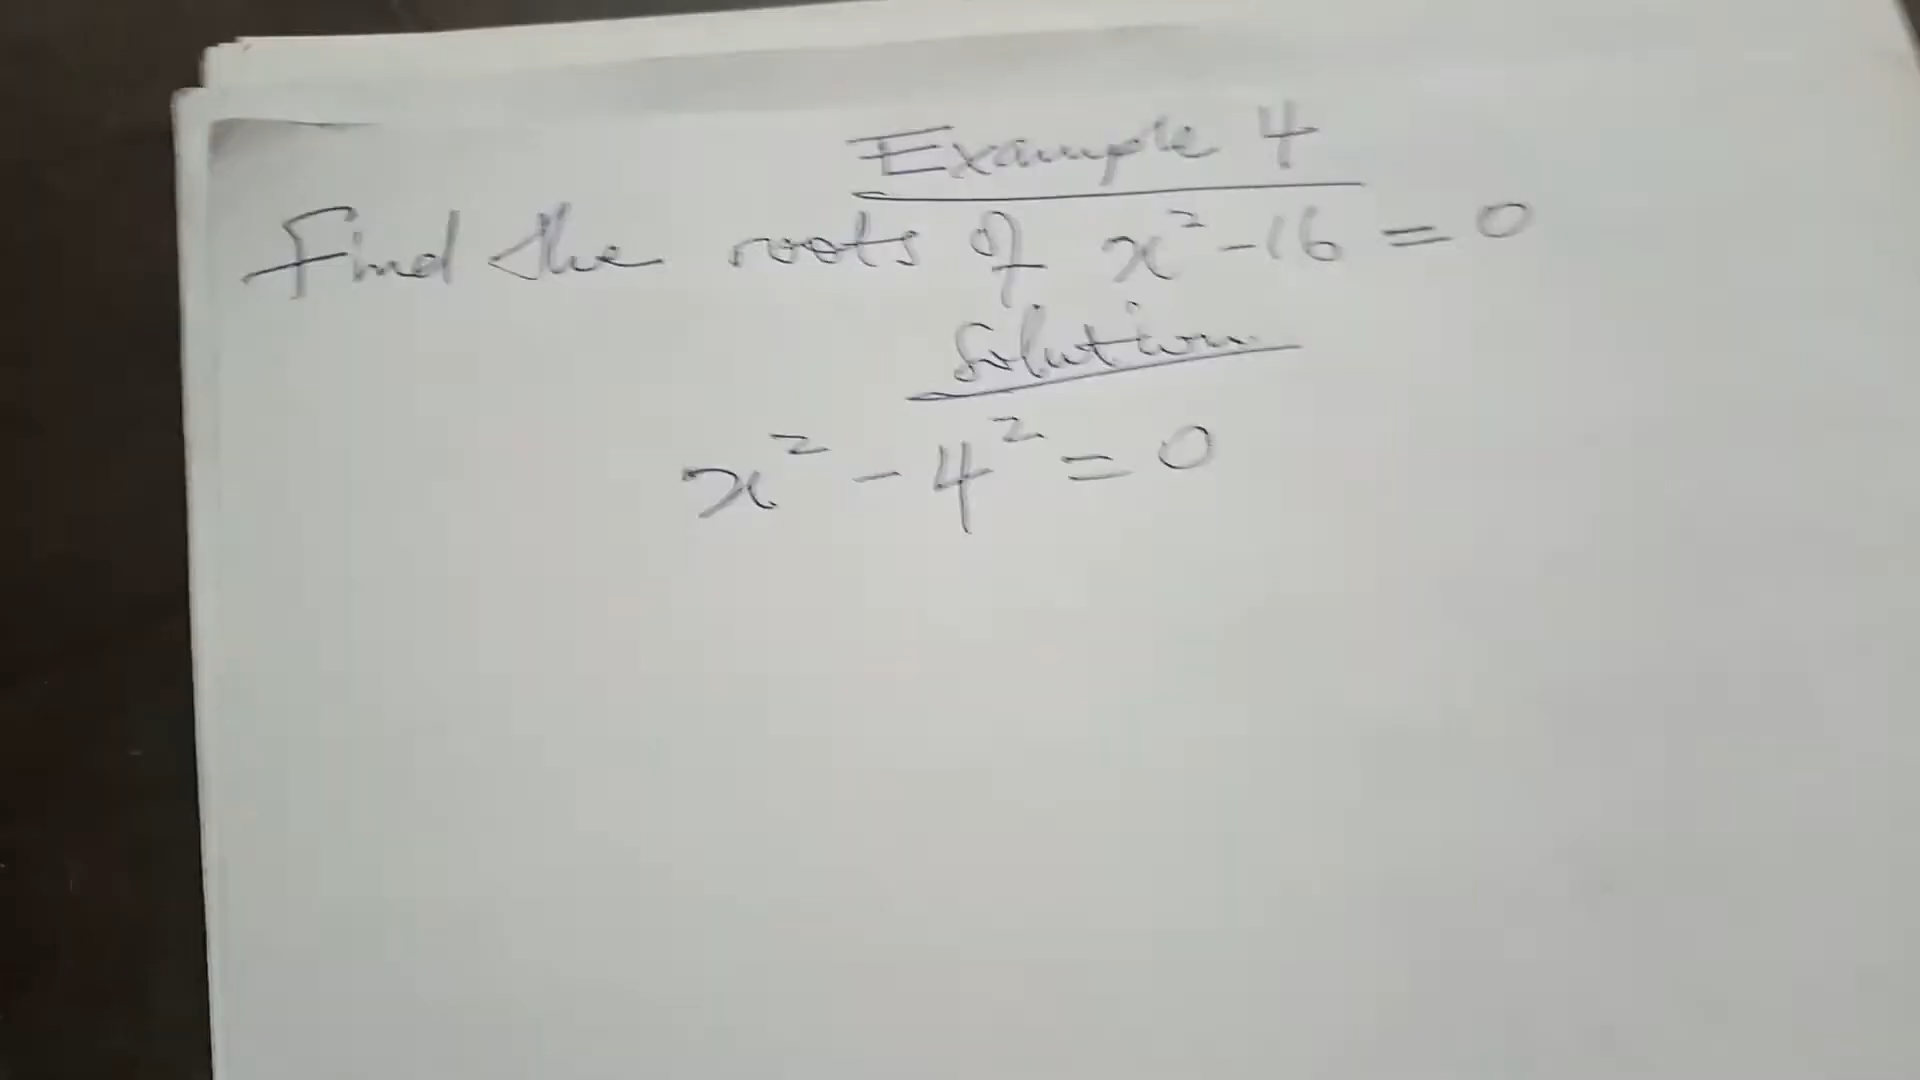 Example 4
Find the roots of x² - 16 = 0
Solution
x² - 4² = 0